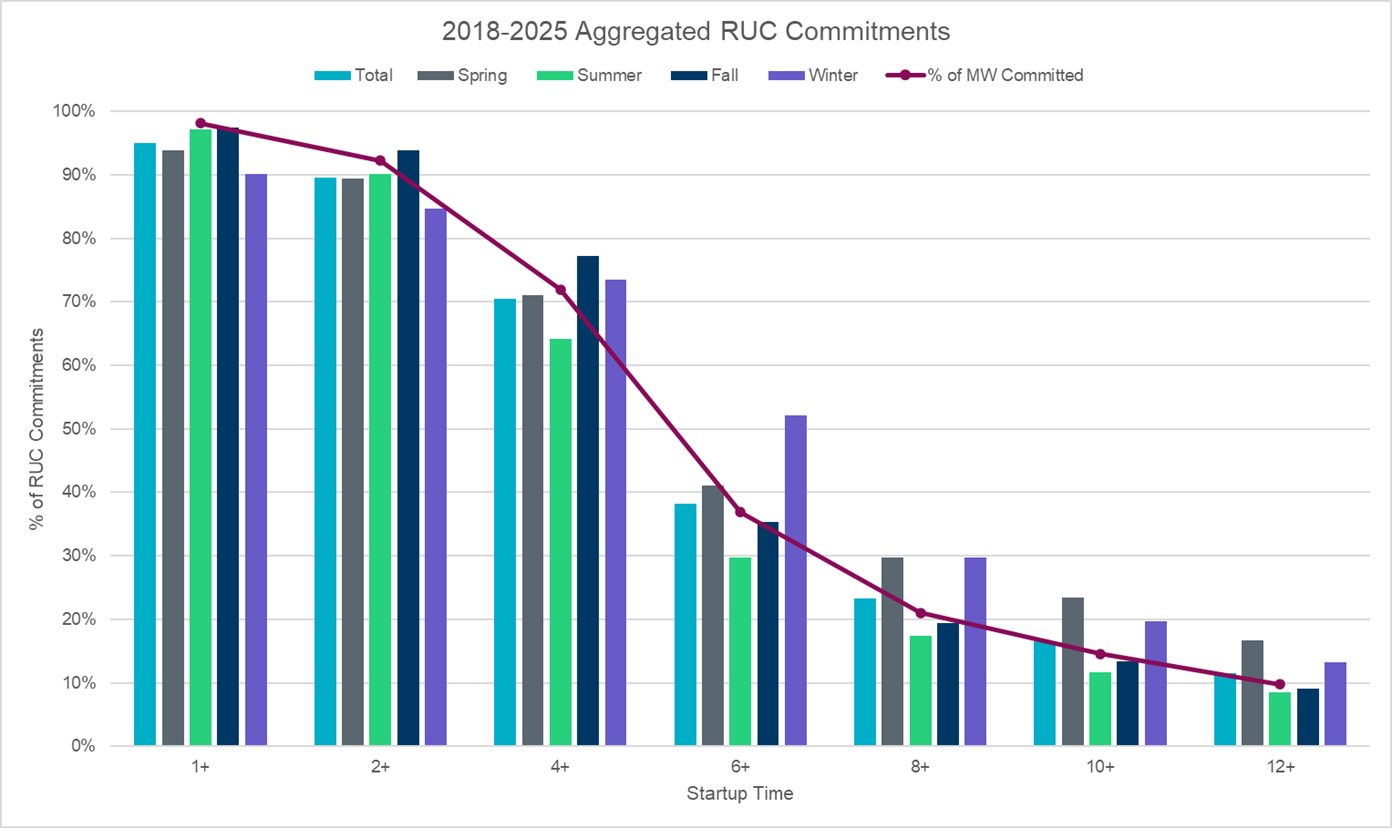 2018-2025 Aggregated RUC Commitments
Total Spring Summer Fall Winter % of MW Committed
100%
90%
80%
70%
60%
50%
40%
30%
20%
10%
0%
% of RUC Commitments
1+ 2+ 4+ 6+ 8+ 10+ 12+
Startup Time